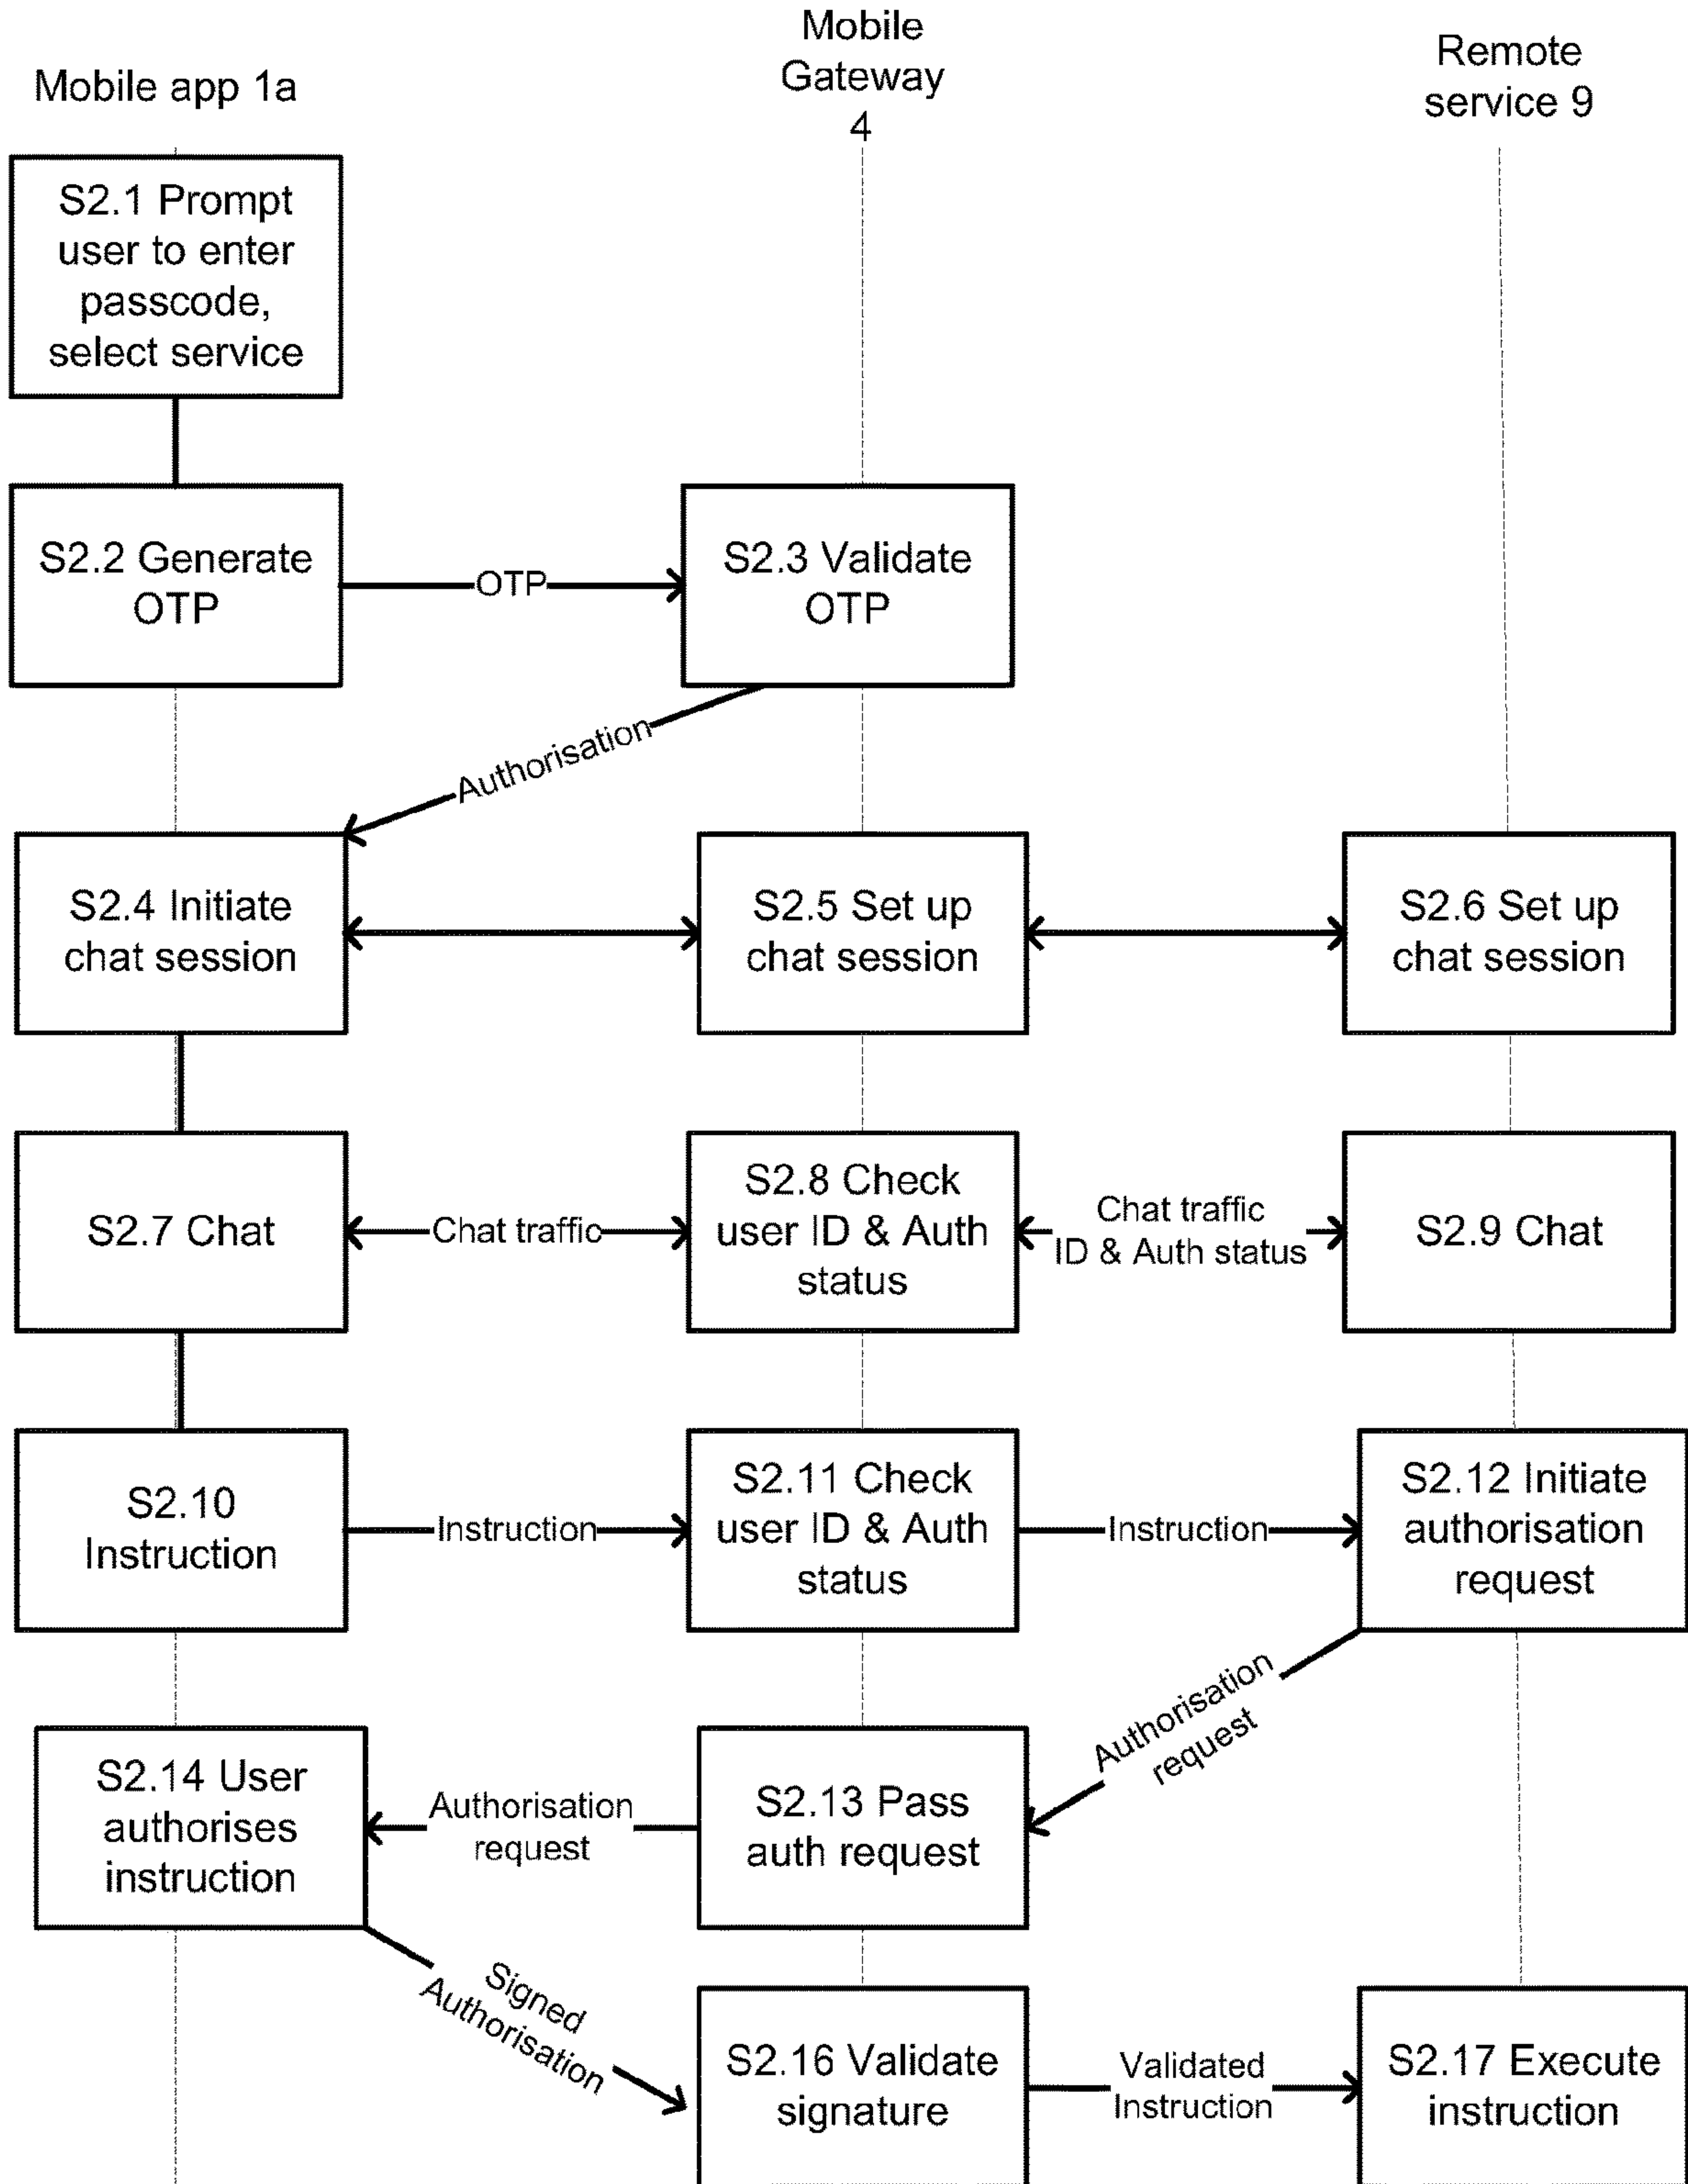 Mobile app 1a
Mobile
Gateway
4
Remote
service 9
S2.1 Prompt
user to enter
passcode,
select service
S2.2 Generate
OTP
OTP
S2.3 Validate
OTP
Authorisation
S2.4 Initiate
chat session
S2.5 Set up
chat session
S2.6 Set up
chat session
S2.7 Chat
Chat traffic
S2.8 Check
user ID & Auth
status
Chat traffic
ID & Auth status
S2.9 Chat
S2.10
Instruction
Instruction
S2.11 Check
user ID & Auth
status
Instruction
S2.12 Initiate
authorisation
request
Authorisation
request
S2.14 User
authorises
instruction
Authorisation
request
S2.13 Pass
auth request
Signed
Authorisation
S2.16 Validate
signature
Validated
Instruction
S2.17 Execute
instruction